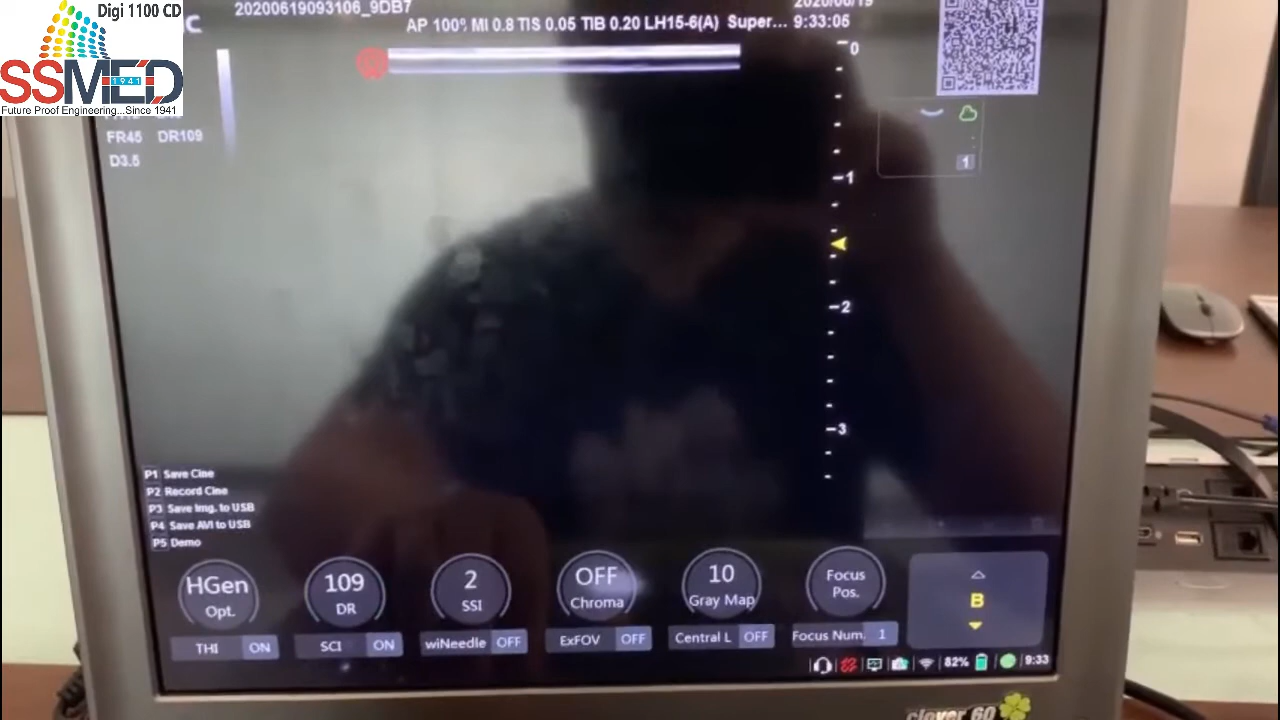 Digi 1100 CD
SSMED
1941
Future Proof Engineering...Since 1941
20200619093106_9DB7
AP 100% MI 0.8 TIS 0.05 TIB 0.20 LH15-6(A) Super... 9:33:05
2020/06/19
FR45 DR109
D3.5
0
1
2
3
1
P1 Save Cine
P2 Record Cine
P3 Save Img. to USB
P4 Save AVI to USB
P5 Demo
HGen
Opt.
109
DR
2
SSI
OFF
Chroma
10
Gray Map
Focus
Pos.
B
THI ON
SCI ON
wiNeedle OFF
ExFOV OFF
Central L OFF
Focus Num. 1
82% 9:33
clover 60